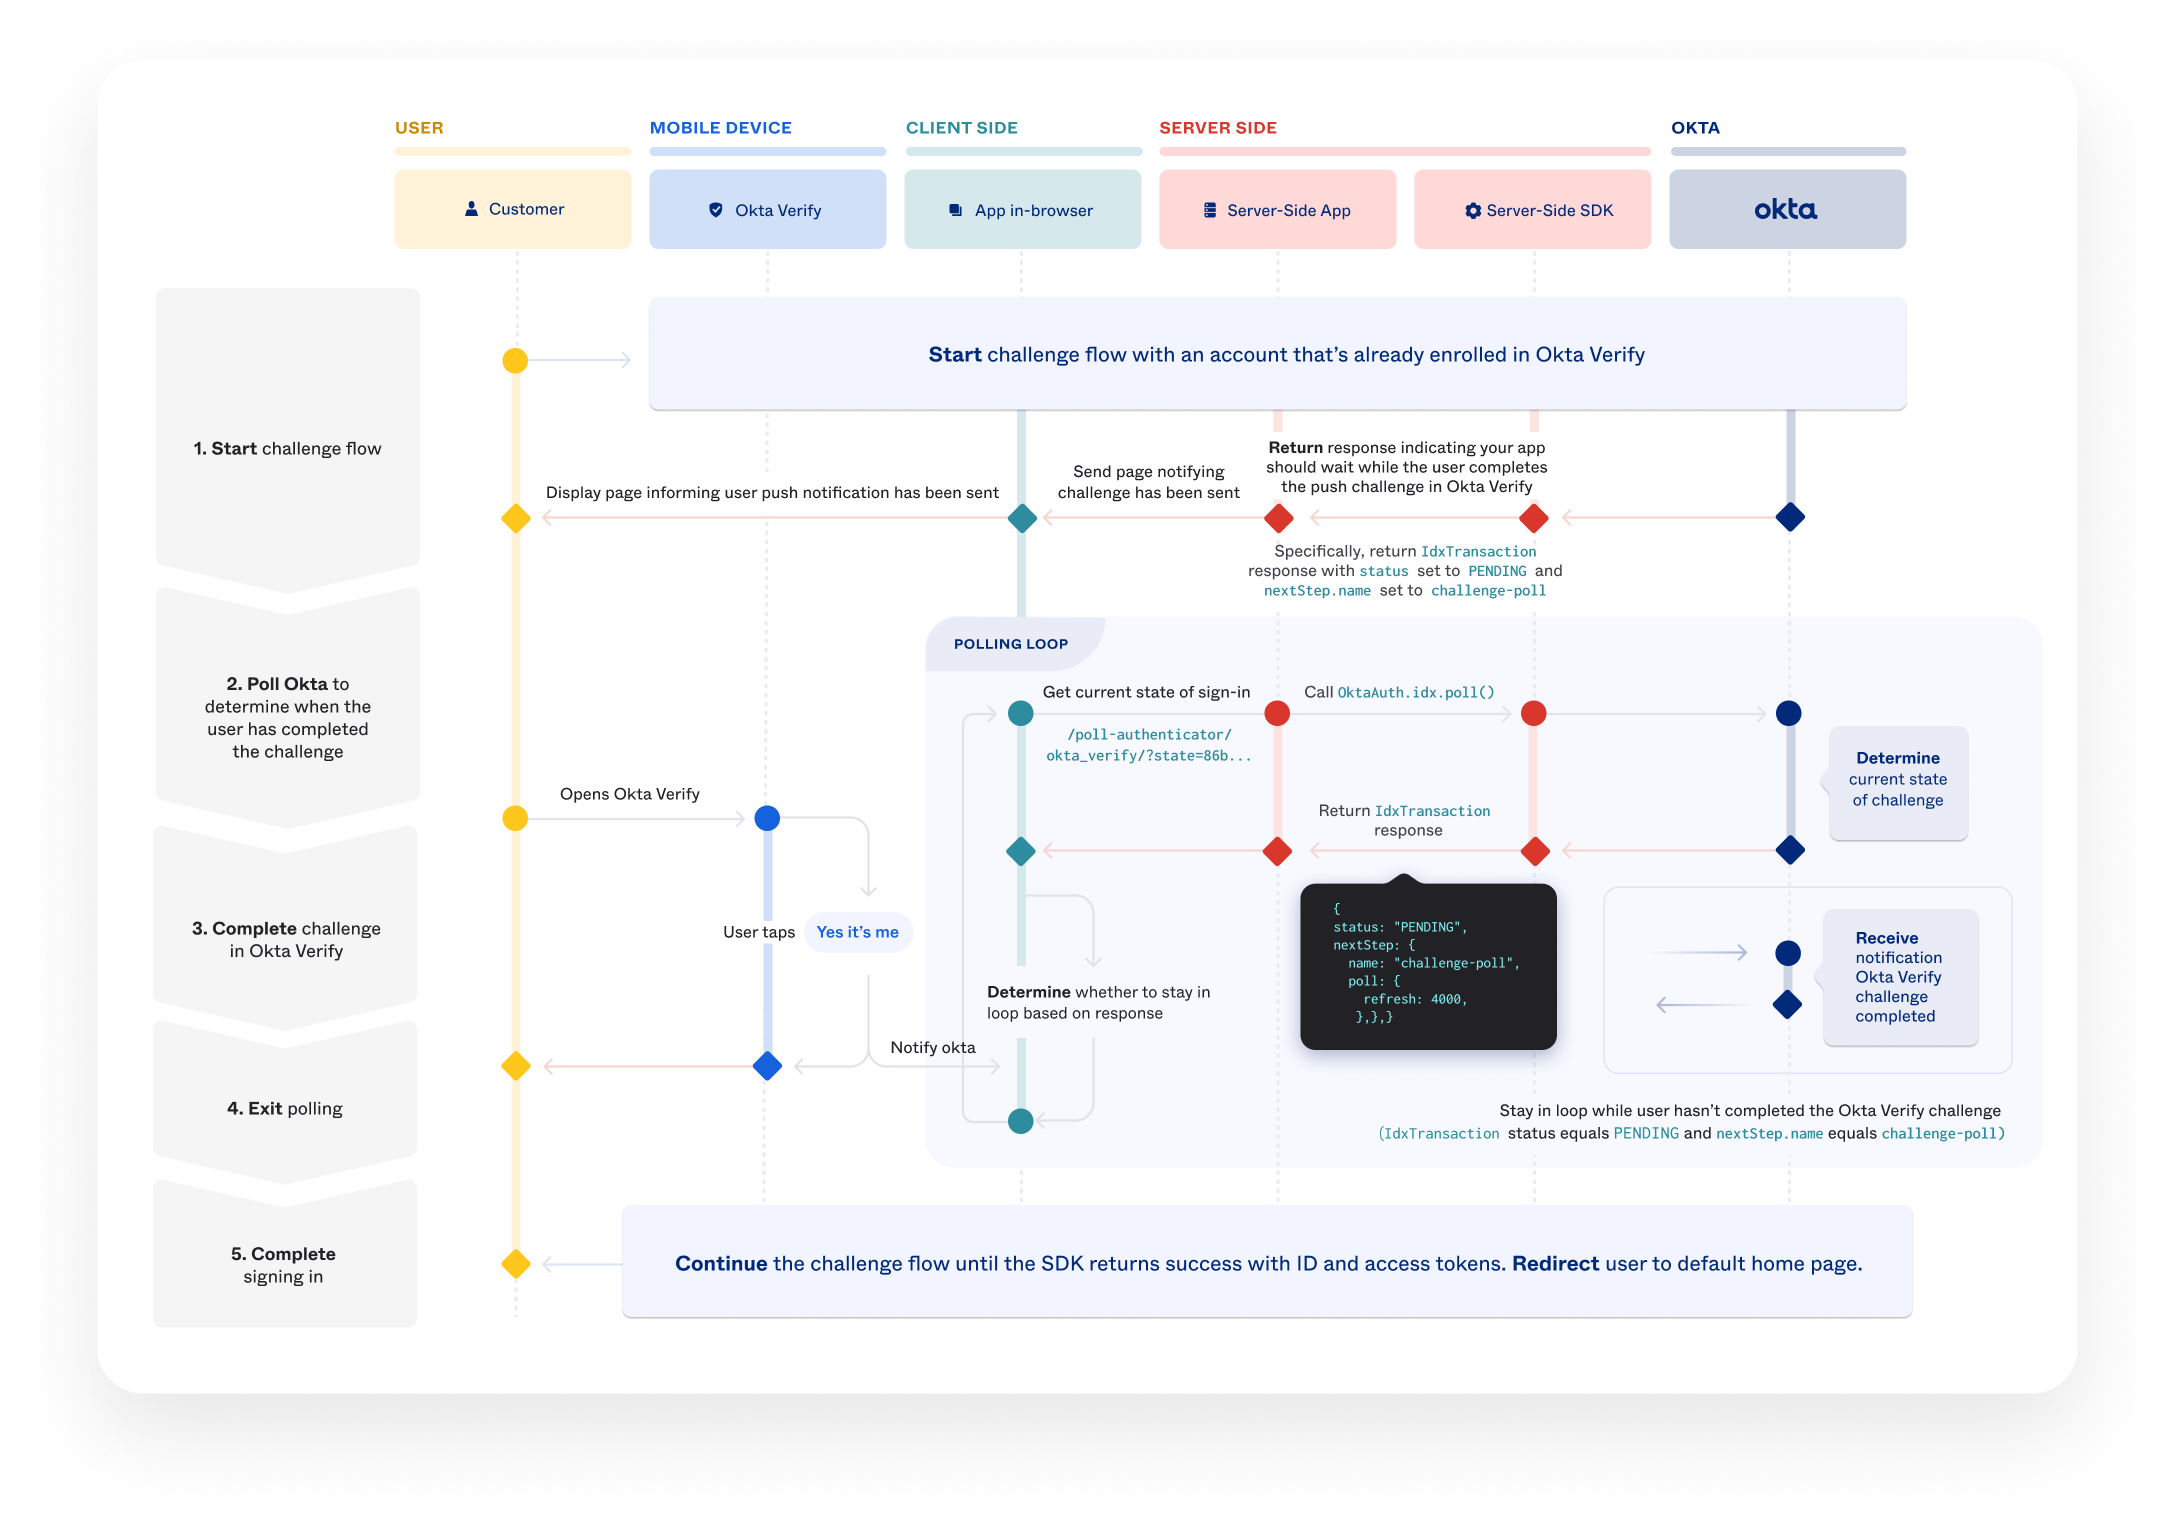 USER
MOBILE DEVICE
CLIENT SIDE
SERVER SIDE
OKTA
Customer
Okta Verify
App in-browser
Server-Side App
Server-Side SDK
okta
Start challenge flow with an account that's already enrolled in Okta Verify
1. Start challenge flow
Display page informing user push notification has been sent
Send page notifying
challenge has been sent
Return response indicating your app
should wait while the user completes
the push challenge in Okta Verify
Specifically, return IdxTransaction
response with status set to PENDING and
nextStep.name set to challenge-poll
2. Poll Okta to
determine when the
user has completed
the challenge
POLLING LOOP
Get current state of sign-in
/poll-authenticator/
okta_verify/?state=86b...
Call OktaAuth.idx.poll()
Determine
current state
of challenge
Opens Okta Verify
Return IdxTransaction
response
3. Complete challenge
in Okta Verify
User taps
Yes it's me
{
status: "PENDING",
nextStep: {
name: "challenge-poll",
poll: {
refresh: 4000,
},},}
Receive
notification
Okta Verify
challenge
completed
Determine whether to stay in
loop based on response
Notify okta
4. Exit polling
Stay in loop while user hasn't completed the Okta Verify challenge
(IdxTransaction status equals PENDING and nextStep.name equals challenge-poll)
5. Complete
signing in
Continue the challenge flow until the SDK returns success with ID and access tokens. Redirect user to default home page.